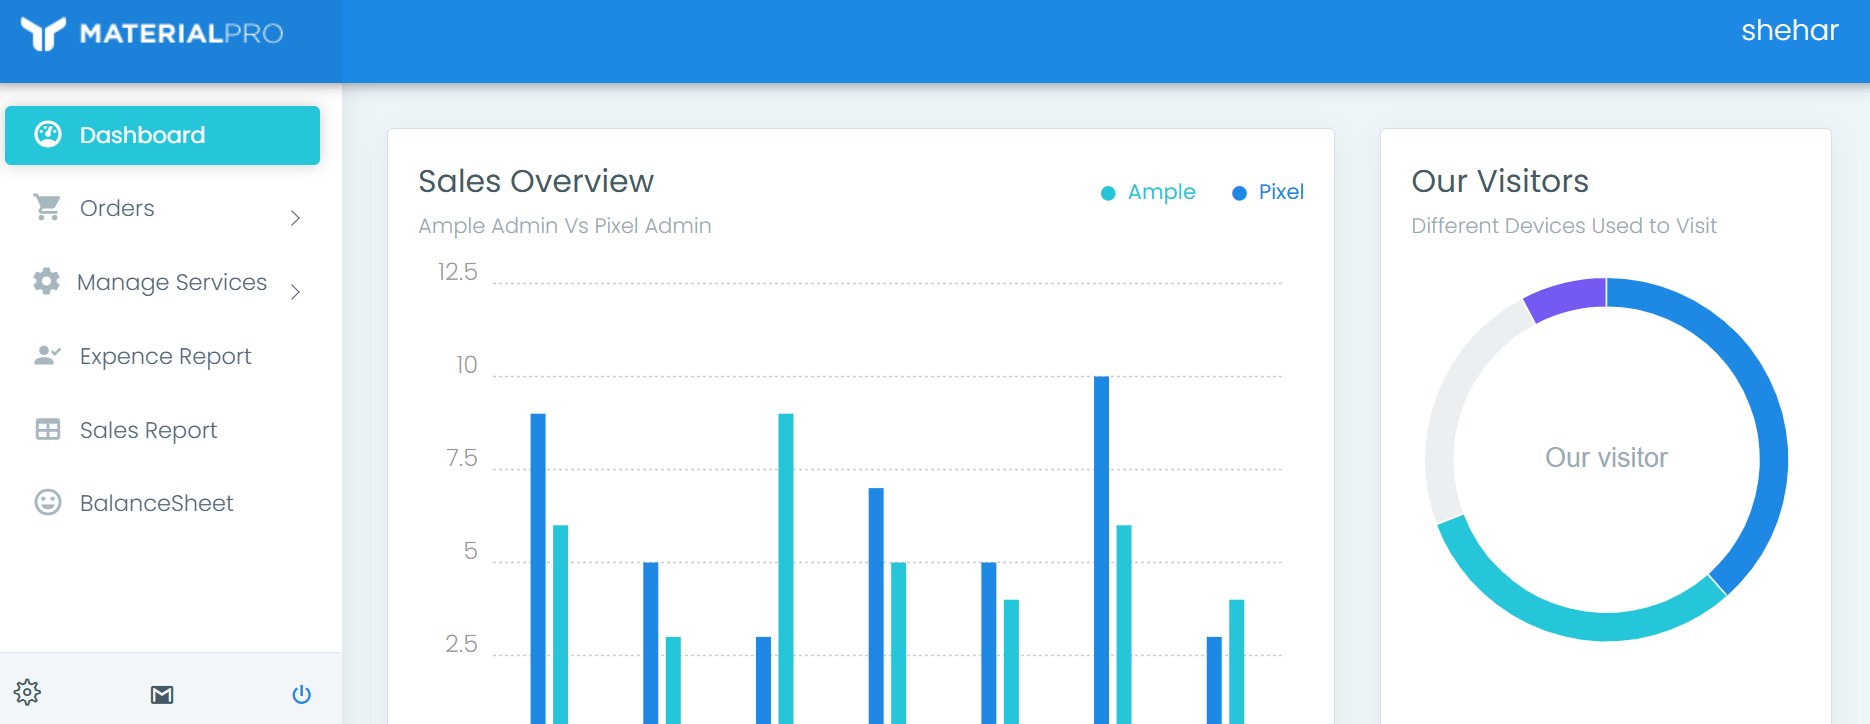 MATERIALPRO
shehar
Dashboard
Orders
Manage Services
Expence Report
Sales Report
BalanceSheet
Sales Overview
Ample Admin Vs Pixel Admin
Ample
Pixel
12.5
10
7.5
5
2.5
Our Visitors
Different Devices Used to Visit
Our visitor